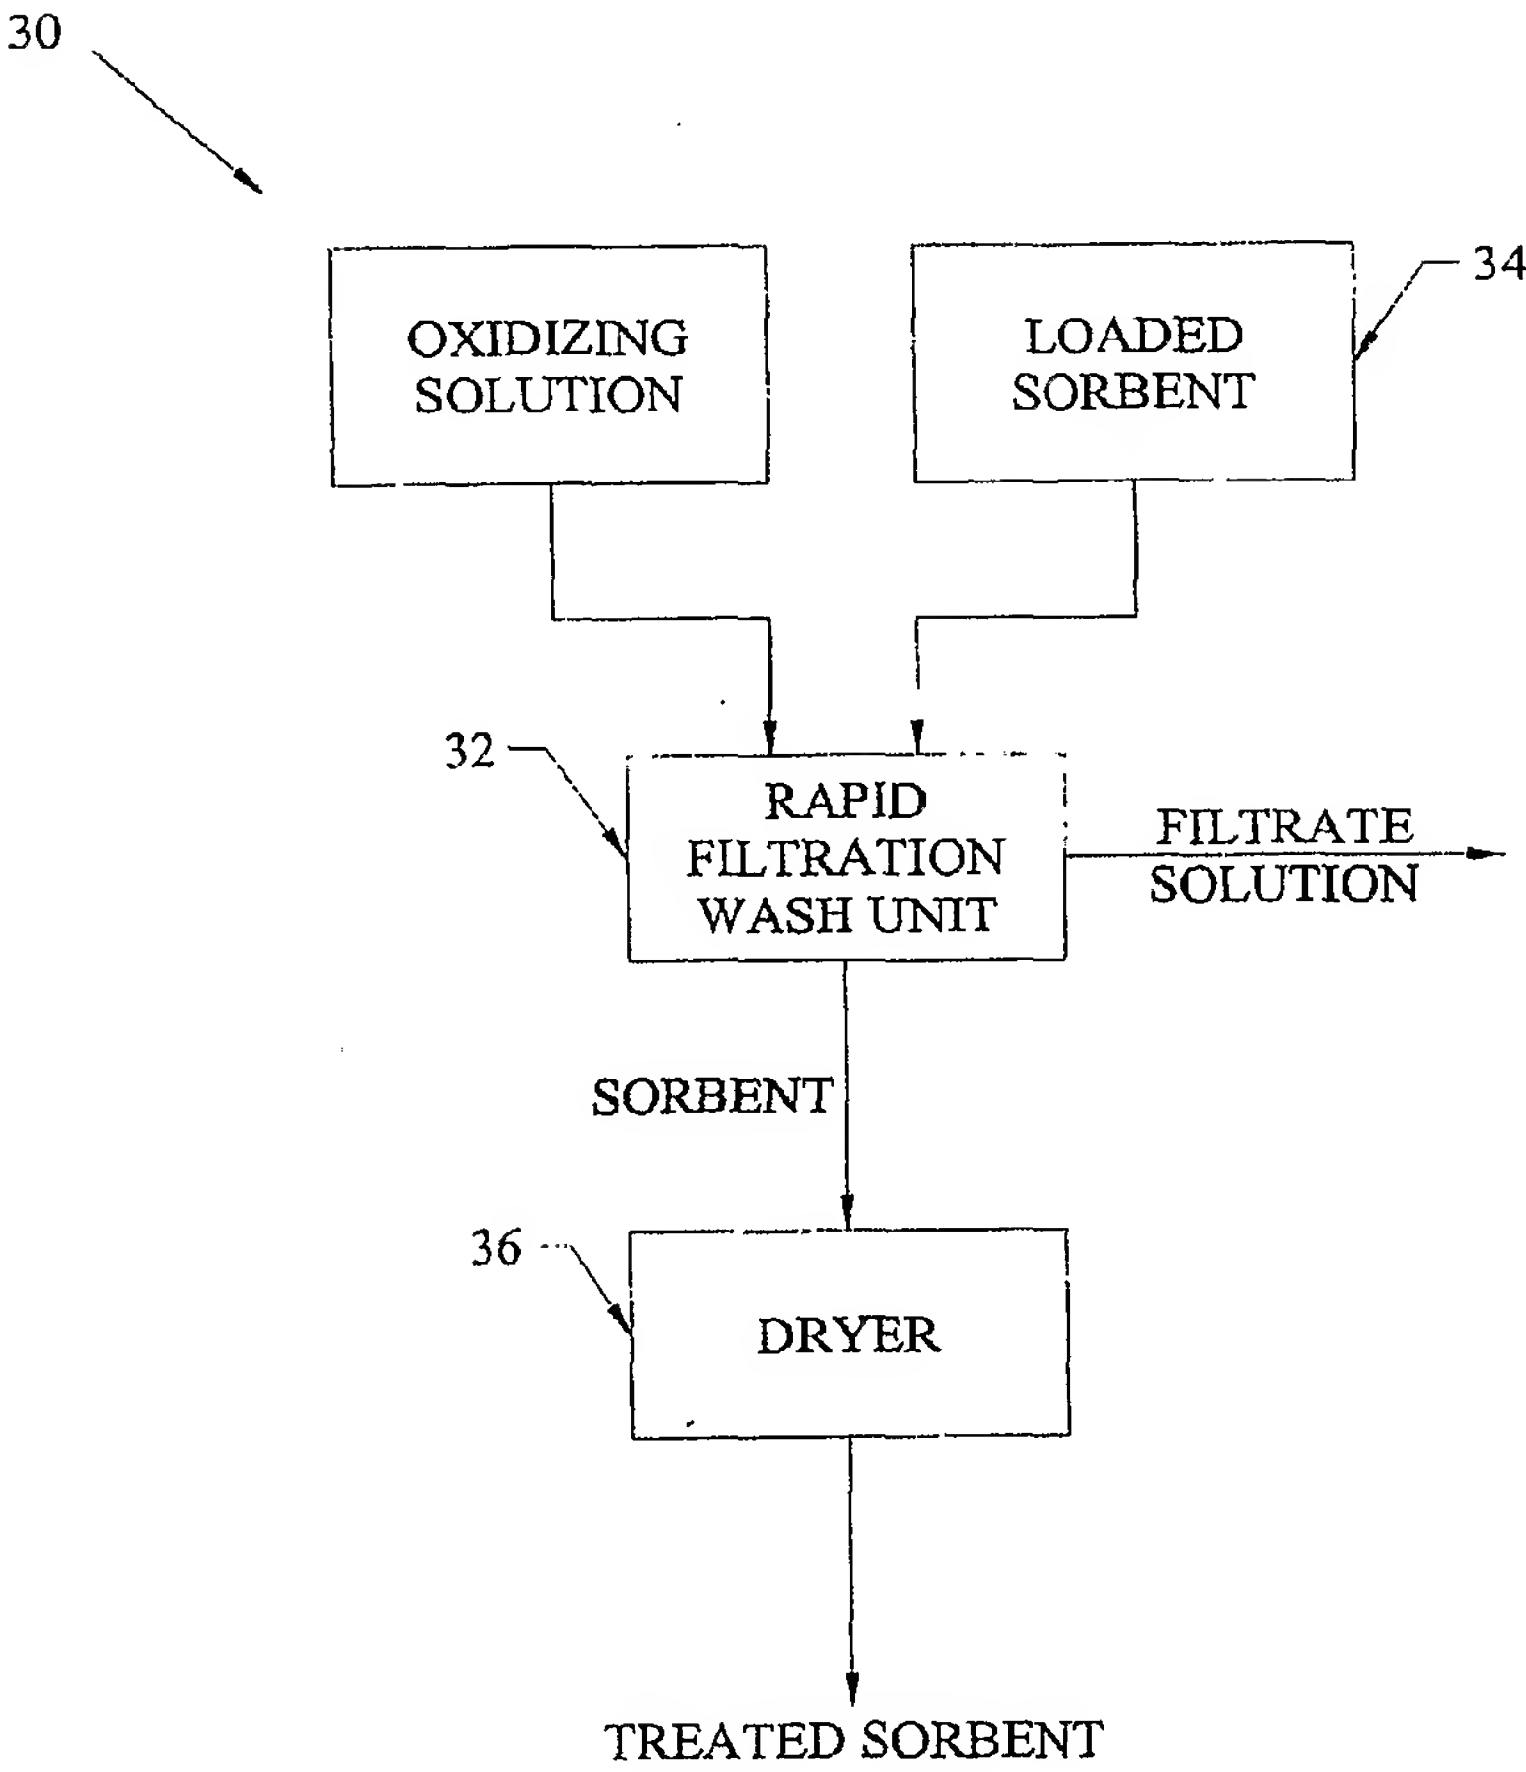 30
OXIDIZING
SOLUTION
LOADED
SORBENT
34
32
RAPID
FILTRATION
WASH UNIT
FILTRATE
SOLUTION
SORBENT
36
DRYER
TREATED SORBENT